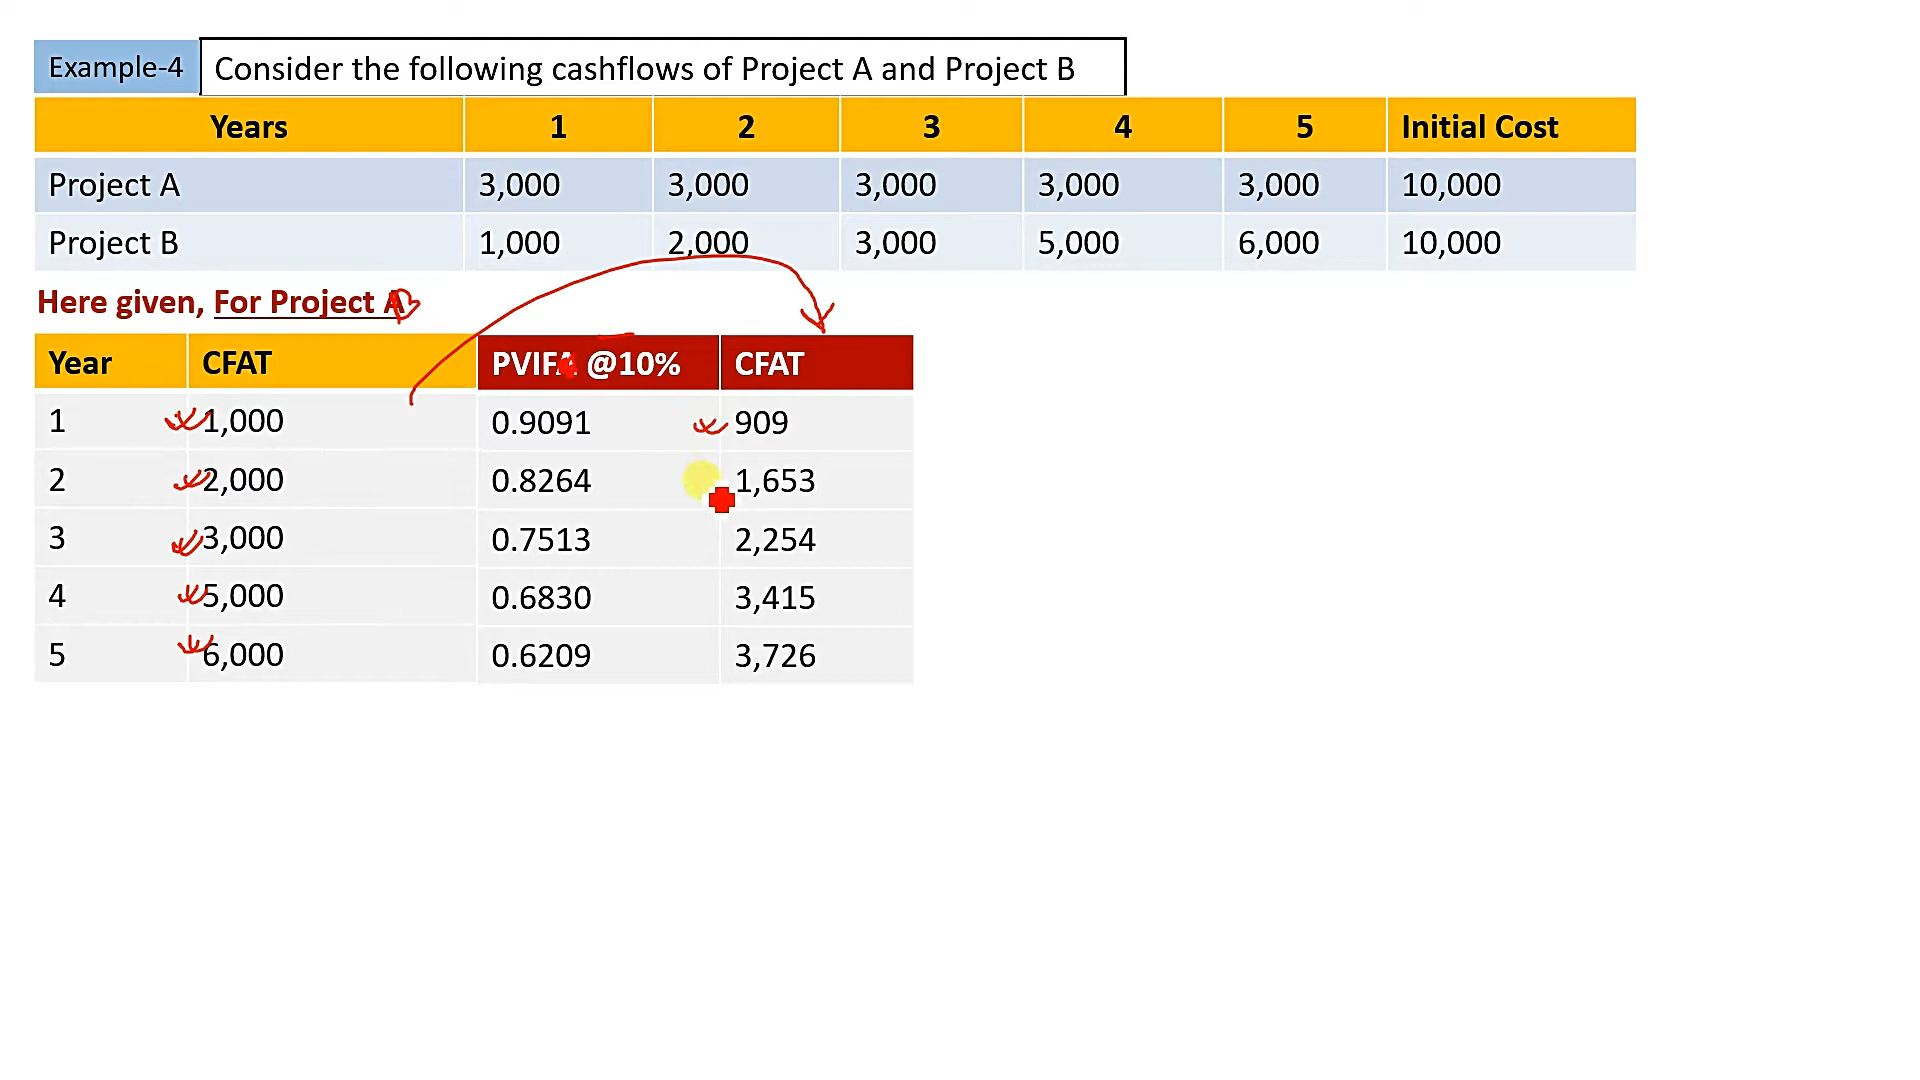 Example-4 Consider the following cashflows of Project A and Project B
Years 1 2 3 4 5 Initial Cost
Project A 3,000 3,000 3,000 3,000 3,000 10,000
Project B 1,000 2,000 3,000 5,000 6,000 10,000
Here given, For Project A
Year CFAT PVIFA @10% CFAT
1 1,000 0.9091 909
2 2,000 0.8264 1,653
3 3,000 0.7513 2,254
4 5,000 0.6830 3,415
5 6,000 0.6209 3,726